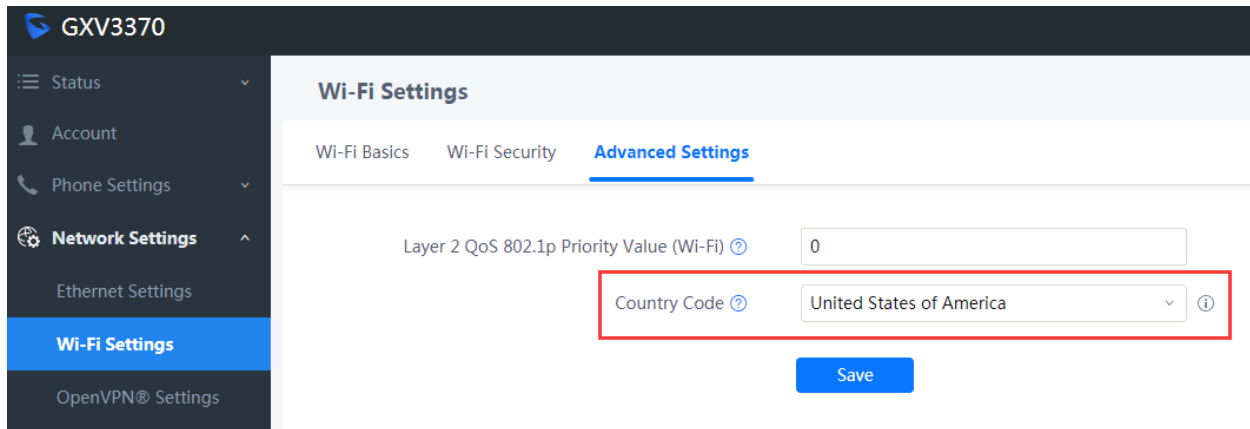 GXV3370
Status
Account
Phone Settings
Network Settings
Ethernet Settings
Wi-Fi Settings
OpenVPN® Settings
Wi-Fi Settings
Wi-Fi Basics Wi-Fi Security Advanced Settings
Layer 2 QoS 802.1p Priority Value (Wi-Fi) 0
Country Code United States of America
Save